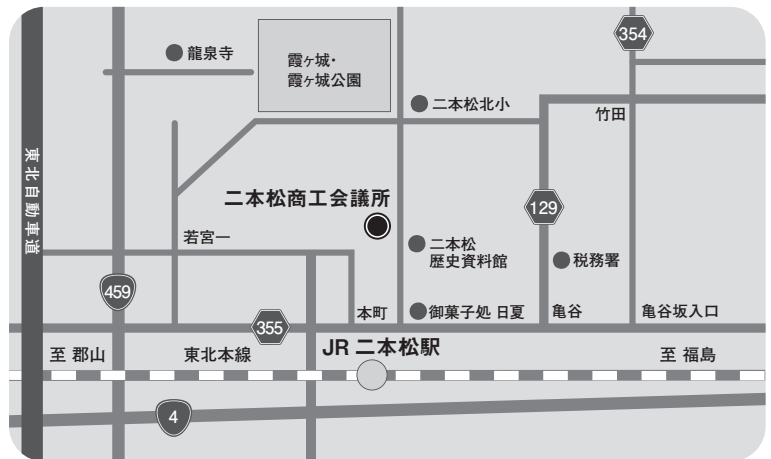 354
龍泉寺
霞ヶ城・
霞ヶ城公園
二本松北小
竹田
東北自動車道
二本松商工会議所
129
若宮一
二本松
歴史資料館
税務署
459
本町
御菓子処 日夏
亀谷
亀谷坂入口
355
至 郡山
東北本線
JR 二本松駅
至 福島
4